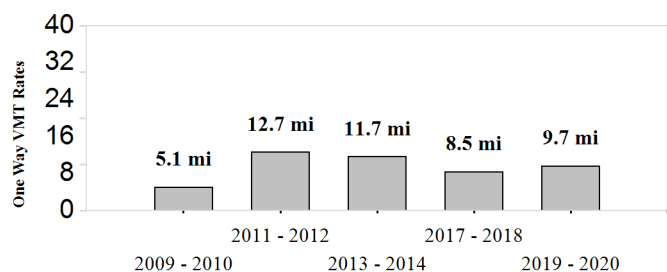 One Way VMT Rates
40
32
24
16
8
0
5.1 mi
12.7 mi
11.7 mi
8.5 mi
9.7 mi
2011 - 2012
2017 - 2018
2009 - 2010
2013 - 2014
2019 - 2020